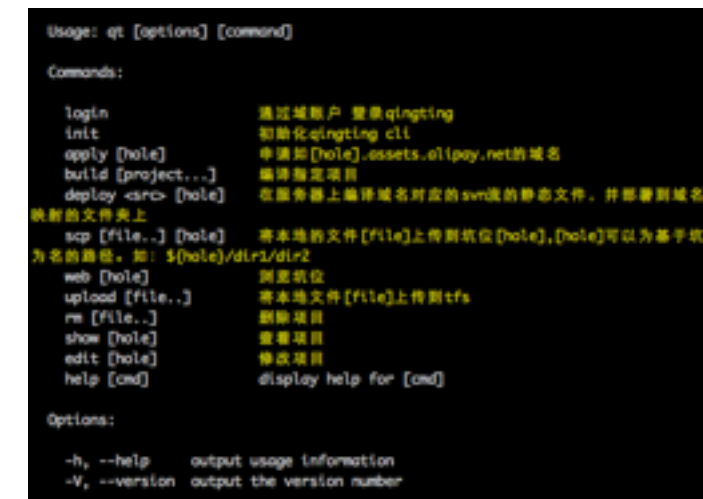 Usage: qt [options] [command]
Commands:
login 通过域账户 登录qingting
init 初始化qingting cli
apply [hole] 申请如[hole].assets.alipay.net的域名
build [project...] 编译指定项目
deploy <src> [hole] 在服务器上编译域名对应的svn流的静态文件，并部署到域名
映射的文件夹上
scp [file..] [hole] 将本地的文件[file]上传到坑位[hole],[hole]可以为基于坑
为名的路径。如: ${hole}/dir1/dir2
web [hole] 浏览坑位
upload [file..] 将本地文件[file]上传到tfs
rm [file..] 删除项目
show [hole] 查看项目
edit [hole] 修改项目
help [cmd] display help for [cmd]
Options:
-h, --help output usage information
-V, --version output the version number